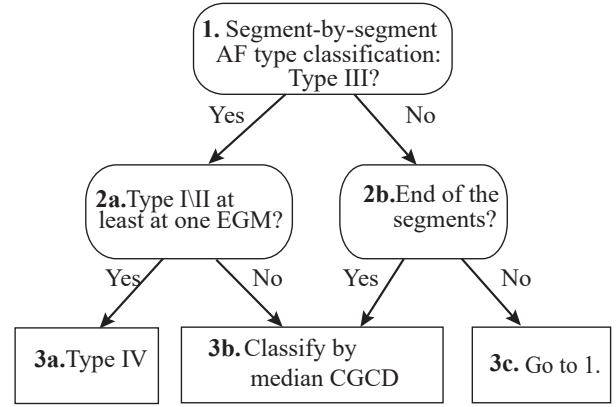 1. Segment-by-segment
AF type classification:
Type III?
Yes
No
2a.Type I\II at
least at one EGM?
2b.End of the
segments?
Yes
No
Yes
No
3a.Type IV
3b.Classify by
median CGCD
3c. Go to 1.